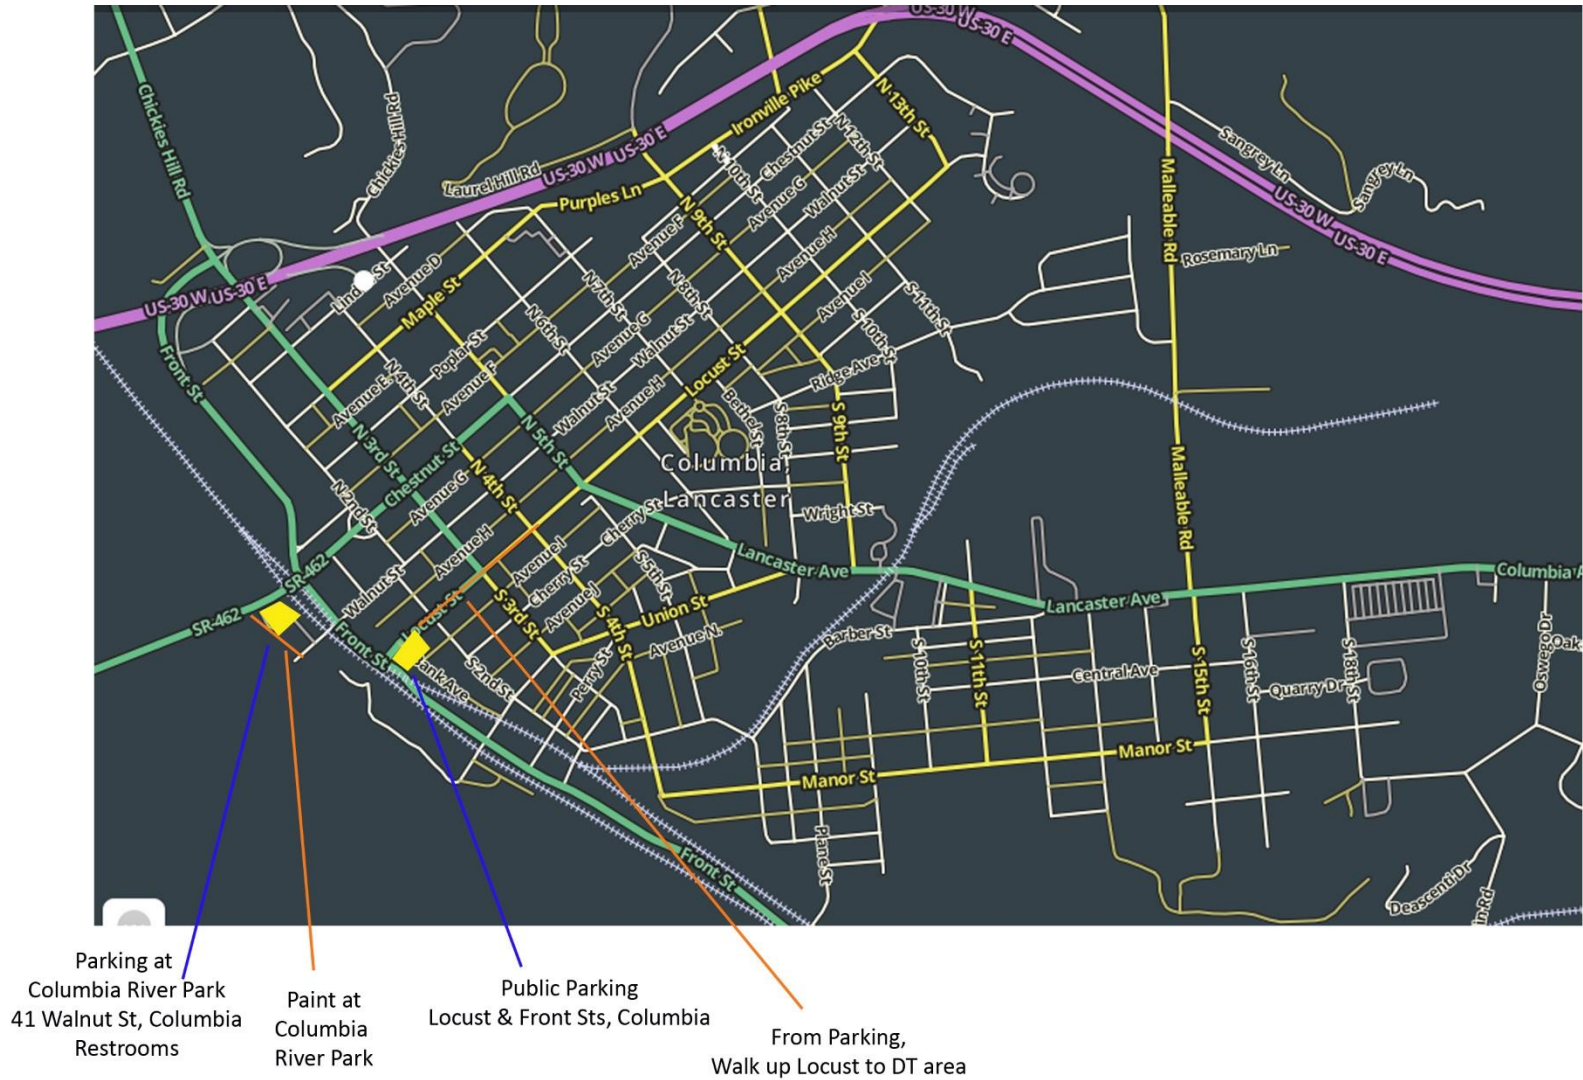 US-30 W
US-30 E
Chickies Hill Rd
Chickies Hill Rd
Laurel Hill Rd
US-30 W
US-30 E
Purples Ln
Ironville Pike
N 13th St
N 12th St
N 10th St
Chestnut St
Avenue G
Walnut St
Avenue H
N 9th St
Avenue F
Malleable Rd
Sangrey Ln
Sangrey Ln
US-30 W
US-30 E
Rosemary Ln
US-30 W
US-30 E
Avenue D
Maple St
N 7th St
N 8th St
N 6th St
Avenue G
Walnut St
Avenue I
S 10th St
S 11th St
Front St
Poplar St
Avenue E
Avenue F
N 4th St
Locust St
Ridge Ave
Walnut St
Avenue H
S 8th St
S 9th St
N 3rd St
Chestnut St
N 5th St
Columbia,
Lancaster
N 2nd St
Avenue G
N 4th St
Avenue H
Cherry St
Wright St
Malleable Rd
SR-462
SR-462
Walnut St
Avenue I
Cherry St
Avenue J
S 5th St
Lancaster Ave
Lancaster Ave
Columbia A
Front St
Locust St
S 3rd St
S 4th St
Union St
Avenue N
Barber St
S 2nd St
Perry St
S 10th St
S 11th St
Central Ave
S 15th St
S 16th St
Quarry Dr
S 18th St
Oswego Dr
Oak
Manor St
Manor St
Front St
Plane St
Deascenti Dr
in Rd
Parking at
Columbia River Park
41 Walnut St, Columbia
Restrooms
Paint at
Columbia
River Park
Public Parking
Locust & Front Sts, Columbia
From Parking,
Walk up Locust to DT area